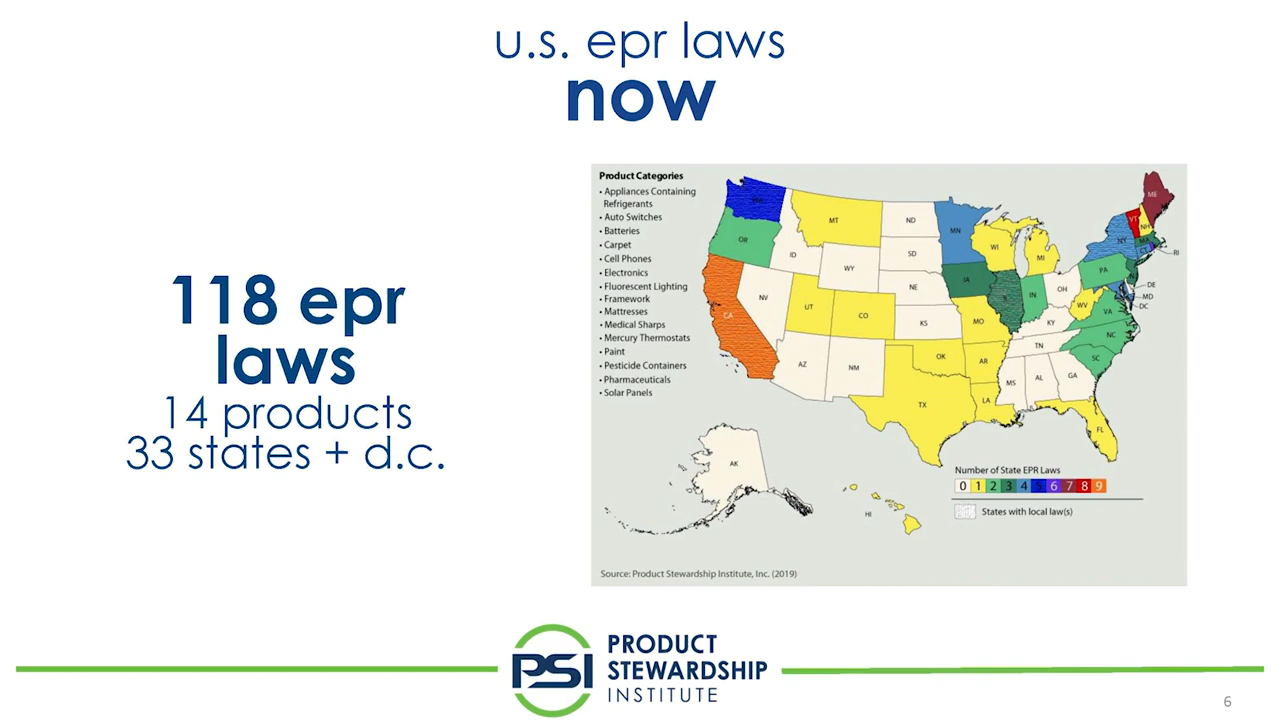 u.s. epr laws
now
118 epr
laws
14 products
33 states + d.c.
Product Categories
• Appliances Containing
Refrigerants
• Auto Switches
• Batteries
• Carpet
• Cell Phones
• Electronics
• Fluorescent Lighting
• Framework
• Mattresses
• Medical Sharps
• Mercury Thermostats
• Paint
• Pesticide Containers
• Pharmaceuticals
• Solar Panels
WA
MT
ND
MN
ME
VT
NH
OR
ID
WY
SD
WI
MI
NY
MA
CT
RI
NV
UT
CO
NE
IA
IN
OH
PA
NJ
DE
MD
DC
CA
KS
MO
KY
WV
VA
AZ
NM
OK
AR
TN
NC
SC
TX
LA
MS
AL
GA
FL
AK
HI
Number of State EPR Laws
0 1 2 3 4 5 6 7 8 9
States with local law(s)
Source: Product Stewardship Institute, Inc. (2019)
PSI
PRODUCT
STEWARDSHIP
INSTITUTE
6